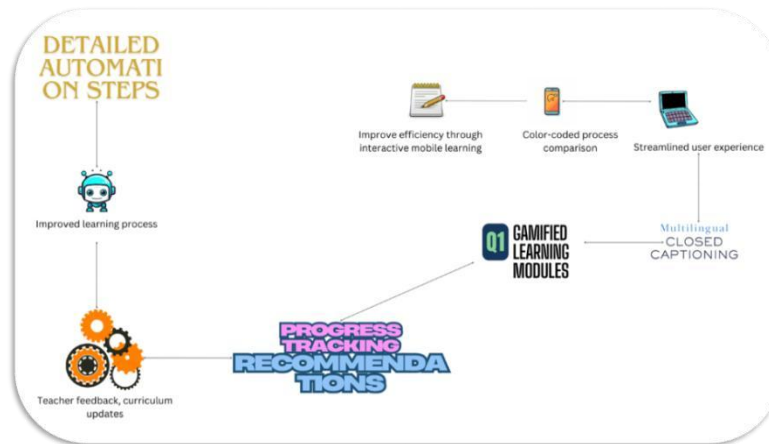 DETAILED
AUTOMATI
ON STEPS
Improved learning process
Teacher feedback, curriculum
updates
PROGRESS
TRACKING
RECOMMENDA
TIONS
Q1
GAMIFIED
LEARNING
MODULES
Multilingual
CLOSED
CAPTIONING
Streamlined user experience
Color-coded process
comparison
Improve efficiency through
interactive mobile learning